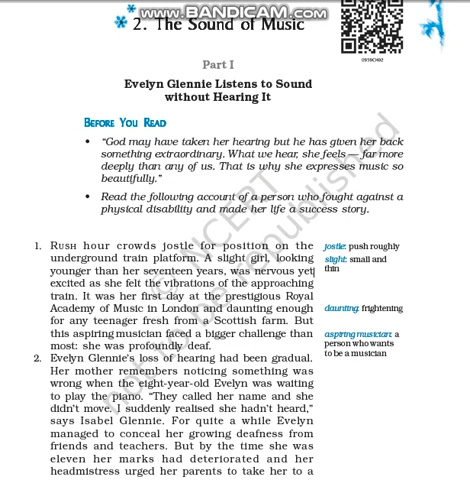 WWW.BANDICAM.COM
2. The Sound of Music
Part I
Evelyn Glennie Listens to Sound
without Hearing It
BEFORE YOU READ
• “God may have taken her hearing but he has given her back
something extraordinary. What we hear, she feels — far more
deeply than any of us. That is why she expresses music so
beautifully.”
• Read the following account of a person who fought against a
physical disability and made her life a success story.
1. RUSH hour crowds jostle for position on the
underground train platform. A slight girl, looking
younger than her seventeen years, was nervous yet
excited as she felt the vibrations of the approaching
train. It was her first day at the prestigious Royal
Academy of Music in London and daunting enough
for any teenager fresh from a Scottish farm. But
this aspiring musician faced a bigger challenge than
most: she was profoundly deaf.
2. Evelyn Glennie’s loss of hearing had been gradual.
Her mother remembers noticing something was
wrong when the eight-year-old Evelyn was waiting
to play the piano. “They called her name and she
didn’t move. I suddenly realised she hadn’t heard,”
says Isabel Glennie. For quite a while Evelyn
managed to conceal her growing deafness from
friends and teachers. But by the time she was
eleven her marks had deteriorated and her
headmistress urged her parents to take her to a
jostle: push roughly
slight: small and
thin
daunting: frightening
aspiring musician: a
person who wants
to be a musician
© NCERT
not to be republished